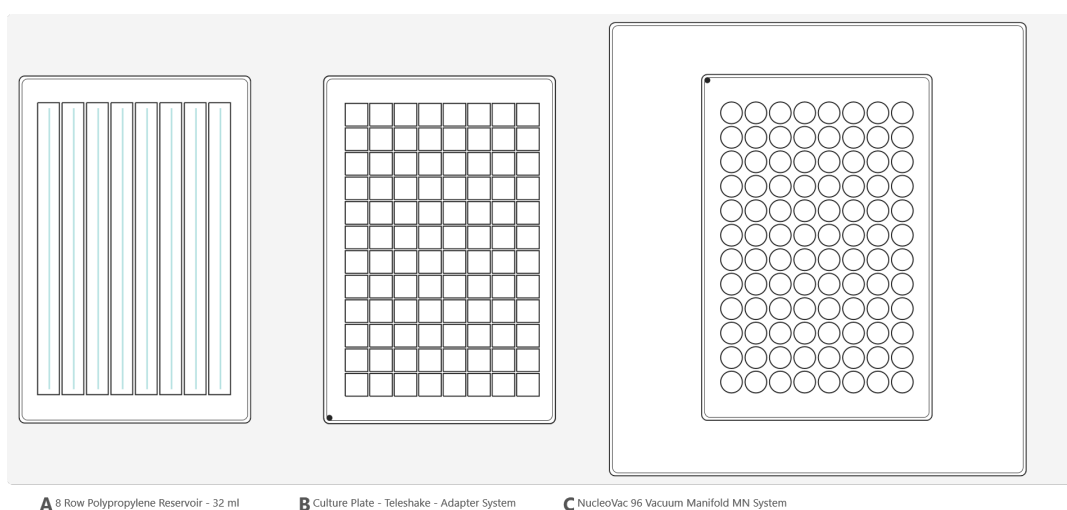 A 8 Row Polypropylene Reservoir - 32 ml B Culture Plate - Teleshake - Adapter System C NucleoVac 96 Vacuum Manifold MN System